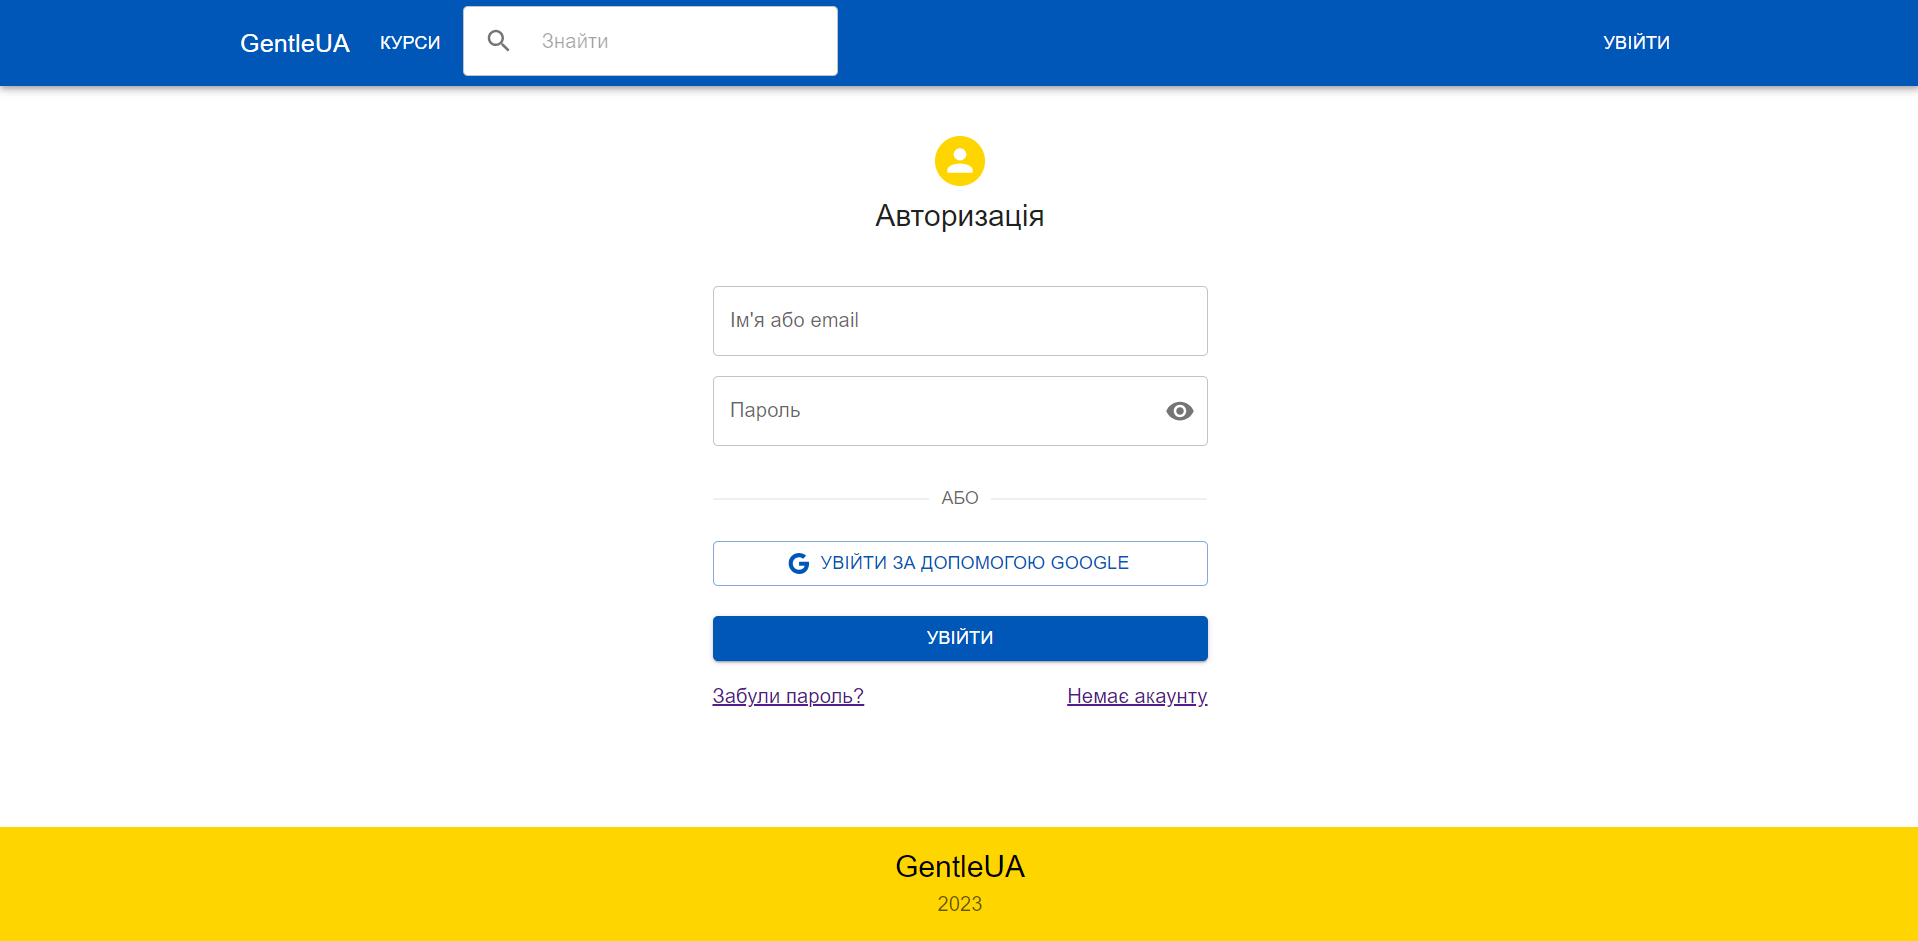 GentleUA КУРСИ Знайти УВІЙТИ
Авторизація
Ім'я або email
Пароль
АБО
УВІЙТИ ЗА ДОПОМОГОЮ GOOGLE
УВІЙТИ
Забули пароль? Немає акаунту
GentleUA
2023